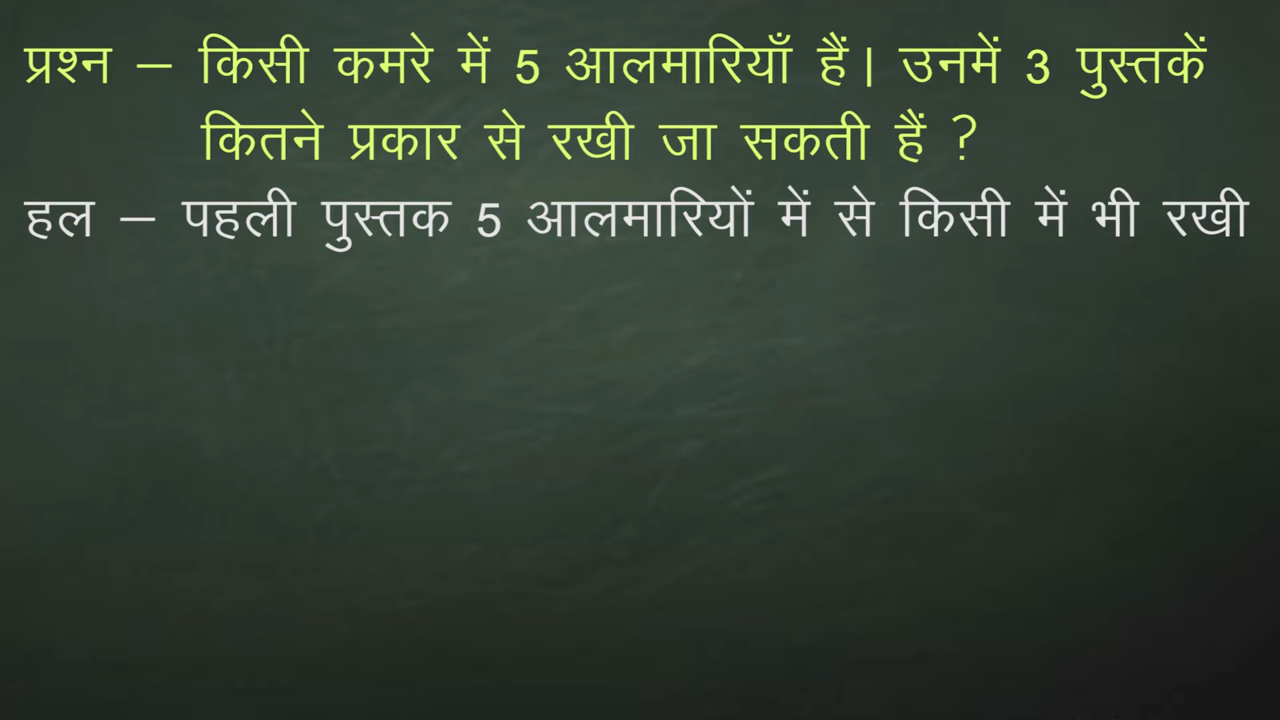 प्रश्न – किसी कमरे में 5 आलमारियाँ हैं। उनमें 3 पुस्तकें
कितने प्रकार से रखी जा सकती हैं ?
हल – पहली पुस्तक 5 आलमारियों में से किसी में भी रखी